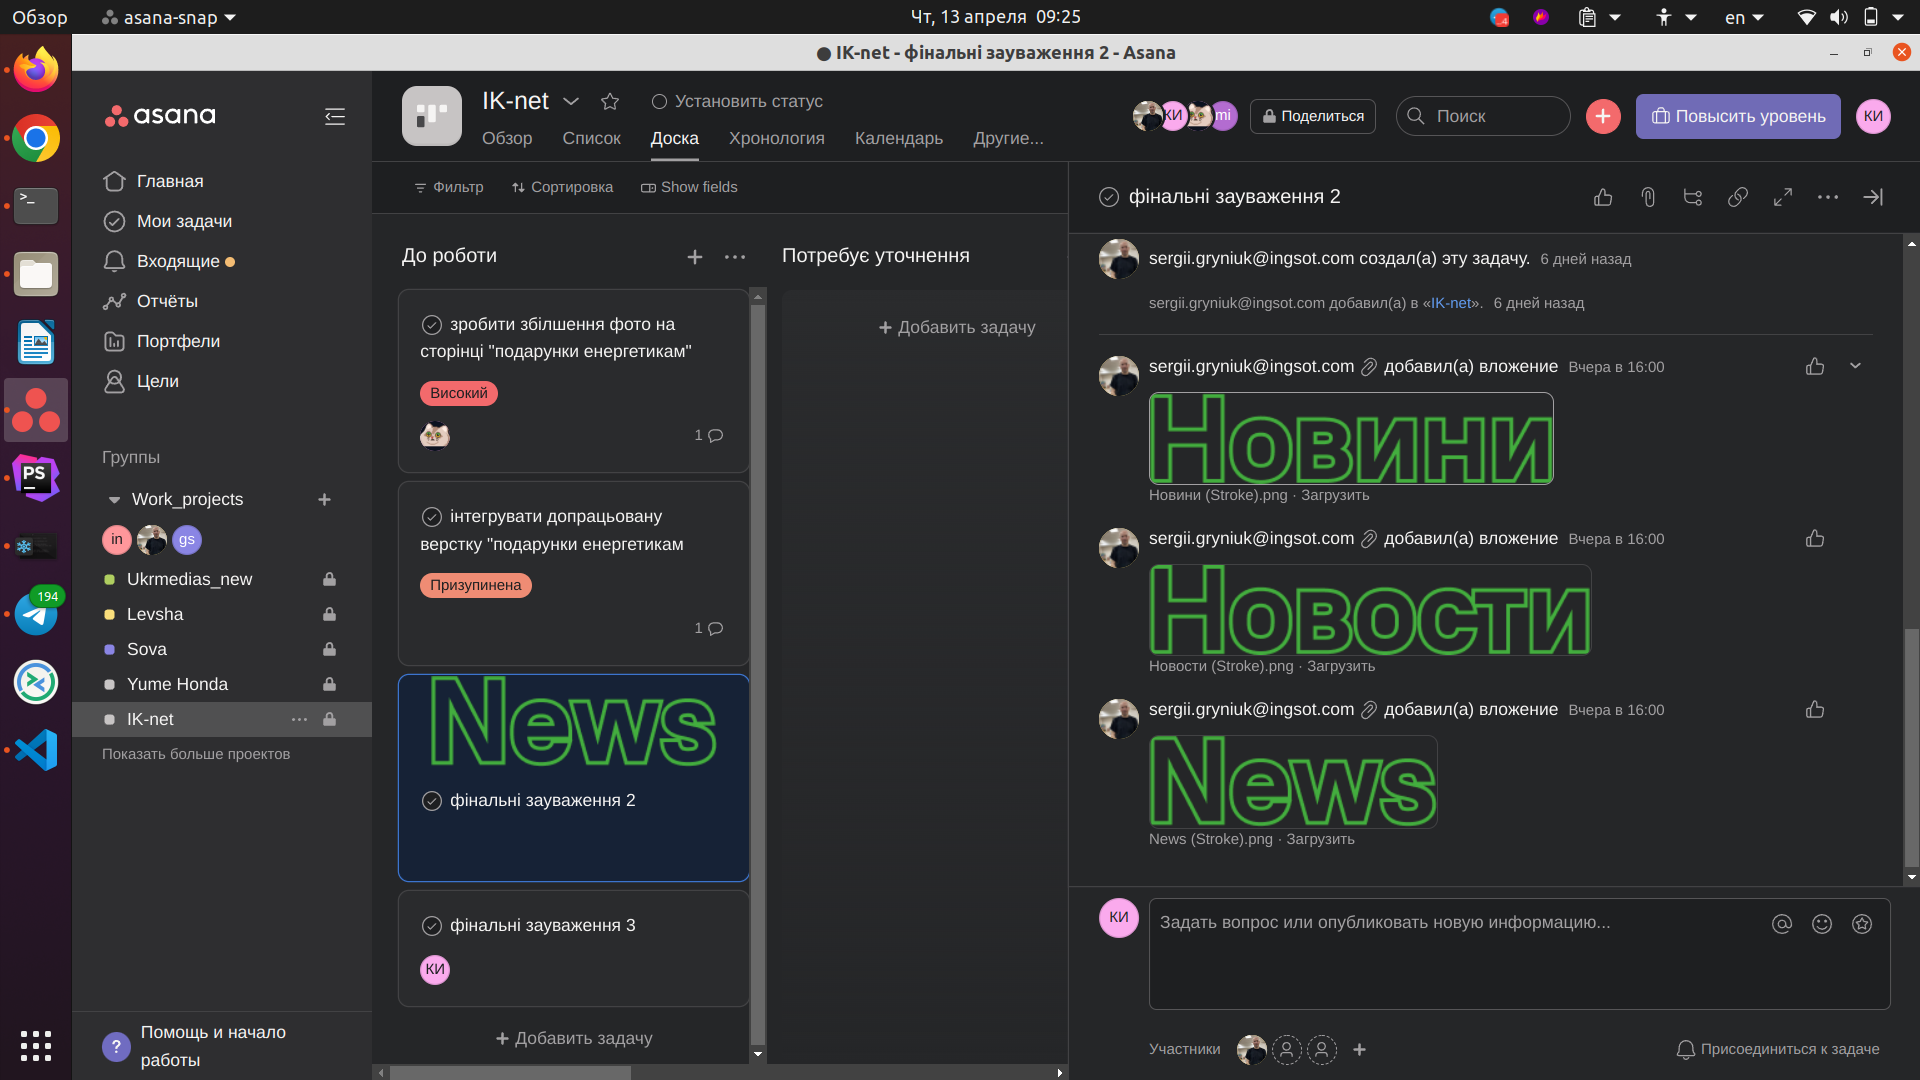 Обзор
asana-snap
Чт, 13 апреля 09:25
4
en
IK-net - фінальні зауваження 2 - Asana
asana
Главная
Мои задачи
Входящие
Отчёты
Портфели
Цели
Группы
Work_projects
in
gs
Ukrmedias_new
Levsha
Sova
Yume Honda
IK-net
Показать больше проектов
? Помощь и начало
работы
>_
PS
194
IK-net
Установить статус
Обзор
Список
Доска
Хронология
Календарь
Другие...
КИ
mi
Поделиться
Поиск
Повысить уровень
КИ
Фильтр
Сортировка
Show fields
До роботи
зробити збілшення фото на
сторінці "подарунки енергетикам"
Високий
1
інтегрувати допрацьовану
верстку "подарунки енергетикам
Призупинена
1
News
фінальні зауваження 2
фінальні зауваження 3
КИ
+ Добавить задачу
Потребує уточнення
+ Добавить задачу
фінальні зауваження 2
sergii.gryniuk@ingsot.com создал(а) эту задачу. 6 дней назад
sergii.gryniuk@ingsot.com добавил(а) в «IK-net». 6 дней назад
sergii.gryniuk@ingsot.com добавил(а) вложение Вчера в 16:00
Новини
Новини (Stroke).png · Загрузить
sergii.gryniuk@ingsot.com добавил(а) вложение Вчера в 16:00
Новости
Новости (Stroke).png · Загрузить
sergii.gryniuk@ingsot.com добавил(а) вложение Вчера в 16:00
News
News (Stroke).png · Загрузить
КИ
Задать вопрос или опубликовать новую информацию...
Участники
Присоединиться к задаче